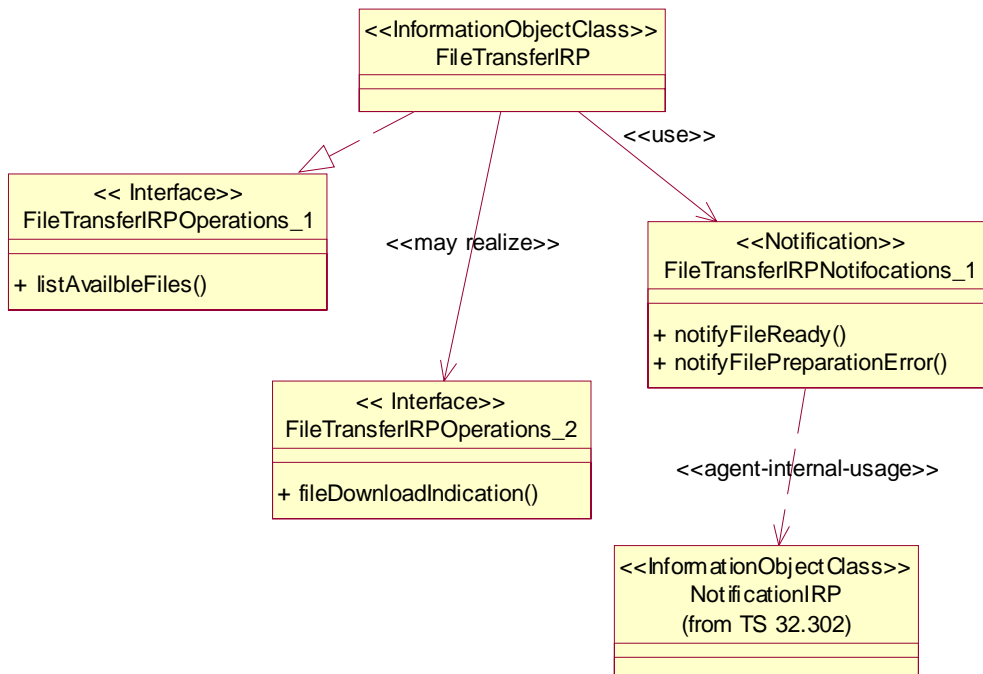 <<InformationObjectClass>>
FileTransferIRP
<<use>>
<< Interface>>
FileTransferIRPOperations_1
+ listAvailbleFiles()
<<may realize>>
<<Notification>>
FileTransferIRPNotifocations_1
+ notifyFileReady()
+ notifyFilePreparationError()
<< Interface>>
FileTransferIRPOperations_2
+ fileDownloadIndication()
<<agent-internal-usage>>
<<InformationObjectClass>>
NotificationIRP
(from TS 32.302)